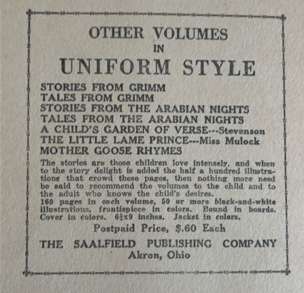 OTHER VOLUMES
IN
UNIFORM STYLE
STORIES FROM GRIMM
TALES FROM GRIMM
STORIES FROM THE ARABIAN NIGHTS
TALES FROM THE ARABIAN NIGHTS
A CHILD'S GARDEN OF VERSE---Stevenson
THE LITTLE LAME PRINCE---Miss Mulock
MOTHER GOOSE RHYMES
The stories are those children love intensely, and when
to the story delight is added the half a hundred illustra-
tions that crowd these pages, then nothing more need
be said to recommend the volumes to the child and to
the adult who knows the child's desires.
160 pages in each volume, 50 or more black-and-white
illustrations, frontispiece in colors. Bound in boards.
Cover in colors. 6½x9 inches. Jacket in colors.
Postpaid Price, $.60 Each
THE SAALFIELD PUBLISHING COMPANY
Akron, Ohio